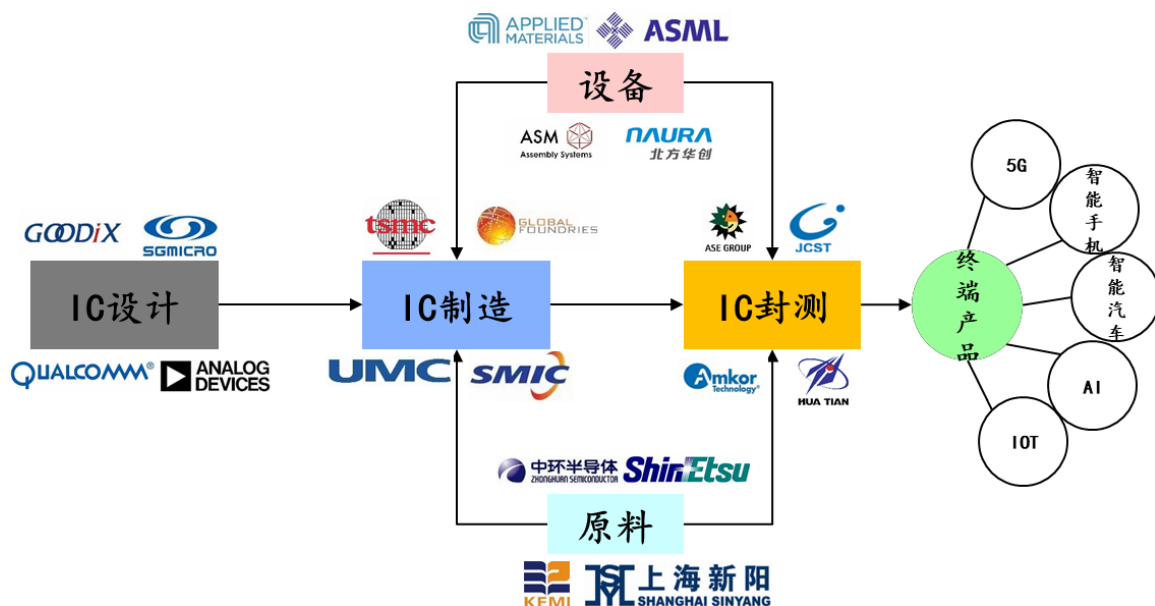 APPLIED MATERIALS
ASML
设备
ASM
Assembly Systems
NAURA
北方华创
GOODiX
SGMICRO
tsmc
GLOBAL FOUNDRIES
ASE GROUP
JCST
IC设计
IC制造
IC封测
终端产品
5G
智能手机
智能汽车
AI
IOT
QUALCOMM®
ANALOG DEVICES
UMC
SMIC
Amkor
Technology®
HUA TIAN
中环半导体
ZHONGHUAN SEMICONDUCTOR
ShinEtsu
原料
KFMI
上海新阳
SHANGHAI SINYANG